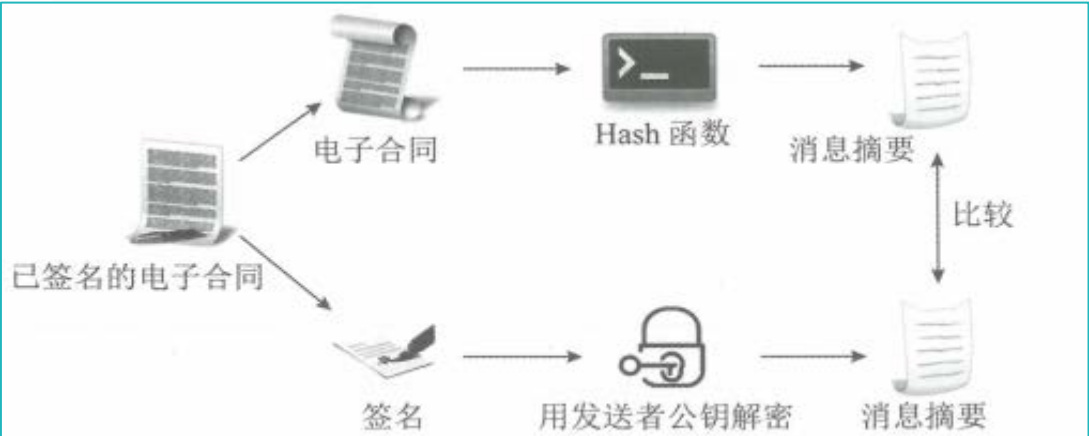 电子合同
Hash 函数
消息摘要
比较
已签名的电子合同
签名
用发送者公钥解密
消息摘要